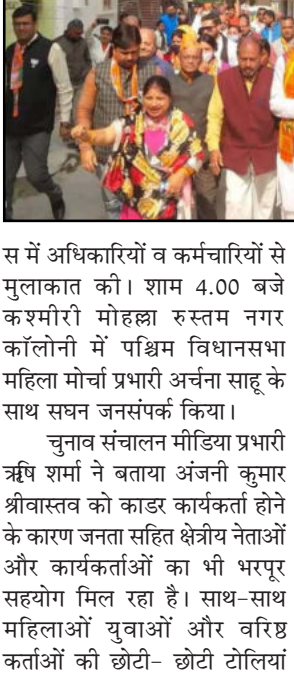 स में अधिकारियों व कर्मचारियों से
मुलाकात की। शाम 4.00 बजे
कश्मीरी मोहल्ला रुस्तम नगर
कॉलोनी में पश्चिम विधानसभा
महिला मोर्चा प्रभारी अर्चना साहू के
साथ सघन जनसंपर्क किया।
चुनाव संचालन मीडिया प्रभारी
ऋषि शर्मा ने बताया अंजनी कुमार
श्रीवास्तव को काडर कार्यकर्ता होने
के कारण जनता सहित क्षेत्रीय नेताओं
और कार्यकर्ताओं का भी भरपूर
सहयोग मिल रहा है। साथ-साथ
महिलाओं युवाओं और वरिष्ठ
कर्ताओं की छोटी- छोटी टोलियां